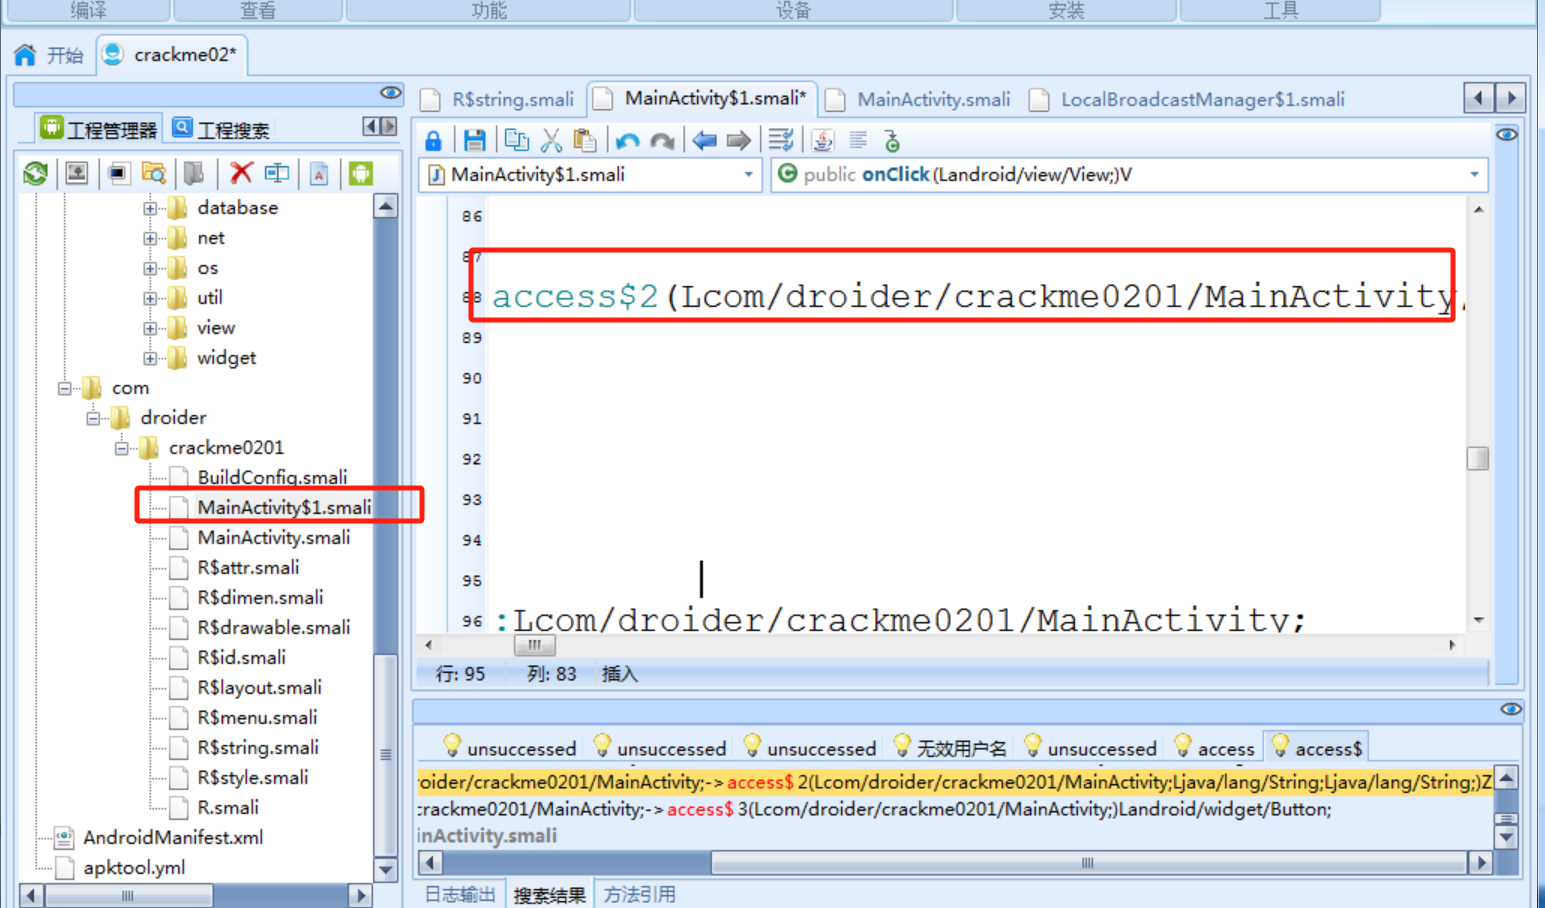 编译 查看 功能 设备 安装 工具
开始 crackme02*
R$string.smali MainActivity$1.smali* MainActivity.smali LocalBroadcastManager$1.smali
工程管理器 工程搜索
MainActivity$1.smali public onClick(Landroid/view/View;)V
database
net
os
util
view
widget
com
droider
crackme0201
BuildConfig.smali
MainActivity$1.smali
MainActivity.smali
R$attr.smali
R$dimen.smali
R$drawable.smali
R$id.smali
R$layout.smali
R$menu.smali
R$string.smali
R$style.smali
R.smali
AndroidManifest.xml
apktool.yml
86
87
88 access$2(Lcom/droider/crackme0201/MainActivity
89
90
91
92
93
94
95
96 :Lcom/droider/crackme0201/MainActivity;
行: 95 列: 83 插入
unsuccessed unsuccessed unsuccessed 无效用户名 unsuccessed access access$
oider/crackme0201/MainActivity;->access$2(Lcom/droider/crackme0201/MainActivity;Ljava/lang/String;Ljava/lang/String;)Z
crackme0201/MainActivity;->access$3(Lcom/droider/crackme0201/MainActivity;)Landroid/widget/Button;
inActivity.smali
日志输出 搜索结果 方法引用